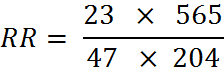 RR = 23 × 565
47 × 204